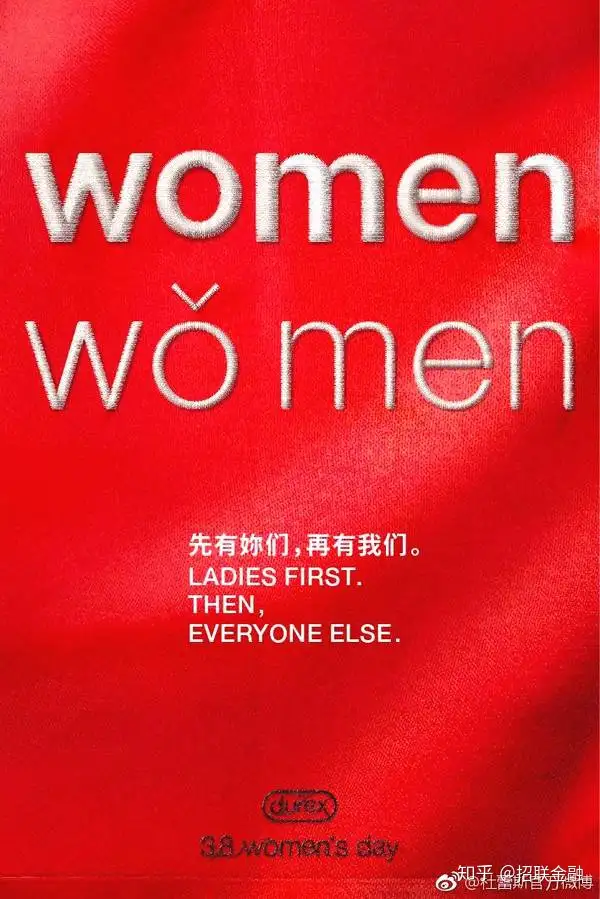 women
wǒ men
先有妳们，再有我们。
LADIES FIRST.
THEN,
EVERYONE ELSE.
durex
3.8 women's day
知乎 @招联金融
@杜蕾斯官方微博